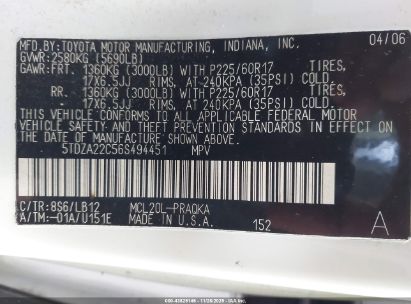 MFD.BY: TOYOTA MOTOR MANUFACTURING, INDIANA, INC. 04/06
GVWR: 2580KG (5690LB)
GAWR: FRT. 1360KG (3000LB) WITH P225/60R17 TIRES,
17X6.5JJ RIMS, AT 240KPA (35PSI) COLD.
RR. 1360KG (3000LB) WITH P225/60R17 TIRES,
17X6.5JJ RIMS, AT 240KPA (35PSI) COLD.
THIS VEHICLE CONFORMS TO ALL APPLICABLE FEDERAL MOTOR
VEHICLE SAFETY AND THEFT PREVENTION STANDARDS IN EFFECT
ON THE DATE OF MANUFACTURE SHOWN ABOVE.
5TDZA22C56S494451 MPV
C/TR: 8S6/LB12 MCL20L-PRAQKA
A/TM: -01A/U151E MADE IN U.S.A. 152 A